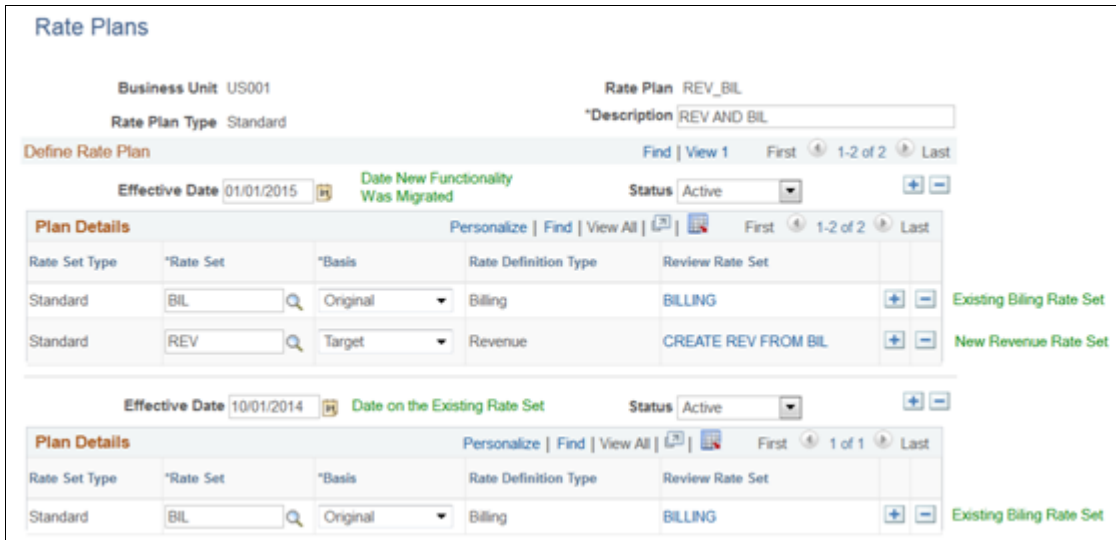 Rate Plans
Business Unit US001 Rate Plan REV_BIL
Rate Plan Type Standard *Description REV AND BIL
Define Rate Plan Find | View 1 First 1-2 of 2 Last
Effective Date 01/01/2015 Date New Functionality Was Migrated Status Active
Plan Details Personalize | Find | View All | | First 1-2 of 2 Last
Rate Set Type *Rate Set *Basis Rate Definition Type Review Rate Set
Standard BIL Original Billing BILLING Existing Biling Rate Set
Standard REV Target Revenue CREATE REV FROM BIL New Revenue Rate Set
Effective Date 10/01/2014 Date on the Existing Rate Set Status Active
Plan Details Personalize | Find | View All | | First 1 of 1 Last
Rate Set Type *Rate Set *Basis Rate Definition Type Review Rate Set
Standard BIL Original Billing BILLING Existing Biling Rate Set